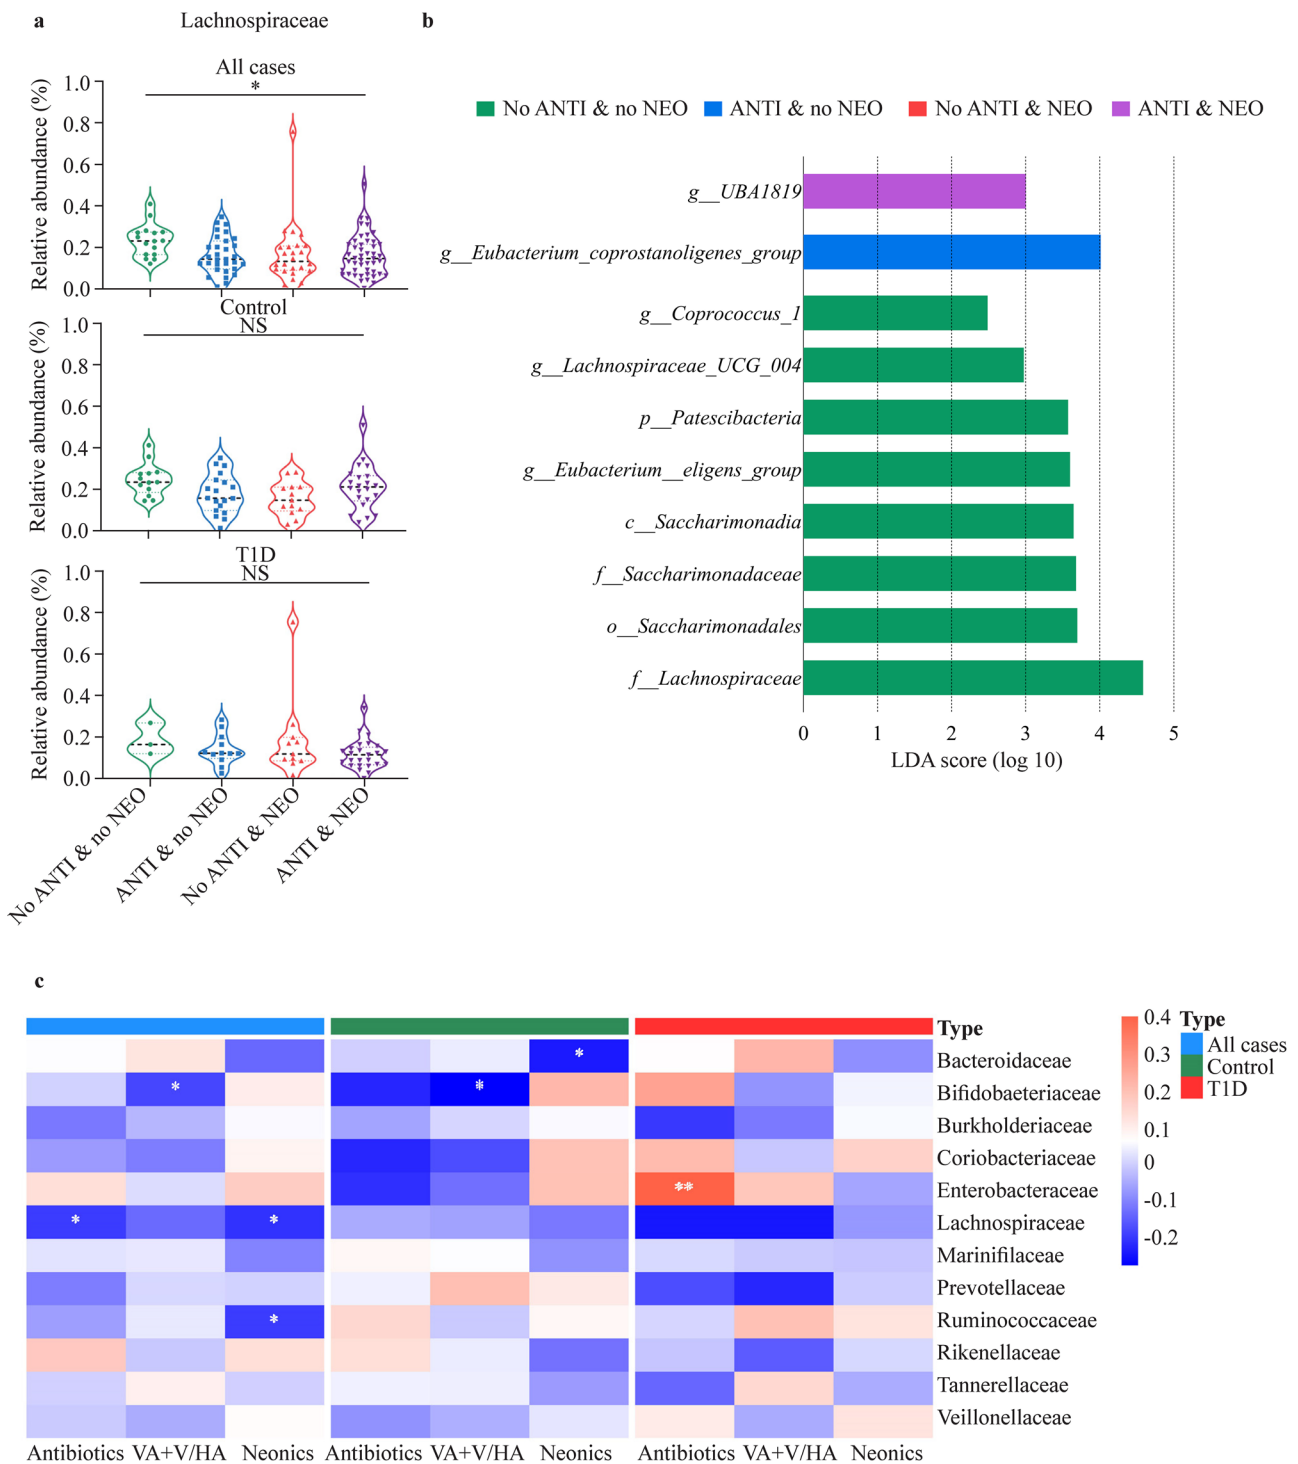 a
Lachnospiraceae
All cases
*
Relative abundance (%)
1.0
0.8
0.6
0.4
0.2
0.0
Control
NS
Relative abundance (%)
1.0
0.8
0.6
0.4
0.2
0.0
T1D
NS
Relative abundance (%)
1.0
0.8
0.6
0.4
0.2
0.0
No ANTI & no NEO
ANTI & no NEO
No ANTI & NEO
ANTI & NEO
b
No ANTI & no NEO ANTI & no NEO No ANTI & NEO ANTI & NEO
g__UBA1819
g__Eubacterium_coprostanoligenes_group
g__Coprococcus_1
g__Lachnospiraceae_UCG_004
p__Patescibacteria
g__Eubacterium__eligens_group
c__Saccharimonadia
f__Saccharimonadaceae
o__Saccharimonadales
f__Lachnospiraceae
0 1 2 3 4 5
LDA score (log 10)
c
Type
Bacteroidaceae
*
Bifidobaeteriaceae
* *
Burkholderiaceae
Coriobacteriaceae
Enterobacteraceae
**
Lachnospiraceae
* *
Marinifilaceae
Prevotellaceae
Ruminococcaceae
*
Rikenellaceae
Tannerellaceae
Veillonellaceae
Antibiotics VA+V/HA Neonics Antibiotics VA+V/HA Neonics Antibiotics VA+V/HA Neonics
0.4
0.3
0.2
0.1
0
-0.1
-0.2
Type
All cases
Control
T1D